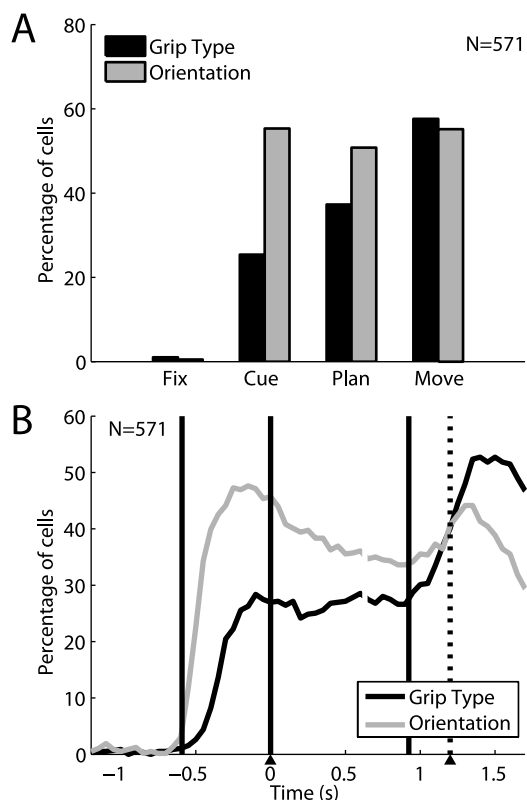 A
Grip Type
Orientation
N=571
Percentage of cells
80
60
40
20
0
Fix
Cue
Plan
Move
B
N=571
Percentage of cells
60
50
40
30
20
10
0
Grip Type
Orientation
−1
−0.5
0
0.5
1
1.5
Time (s)